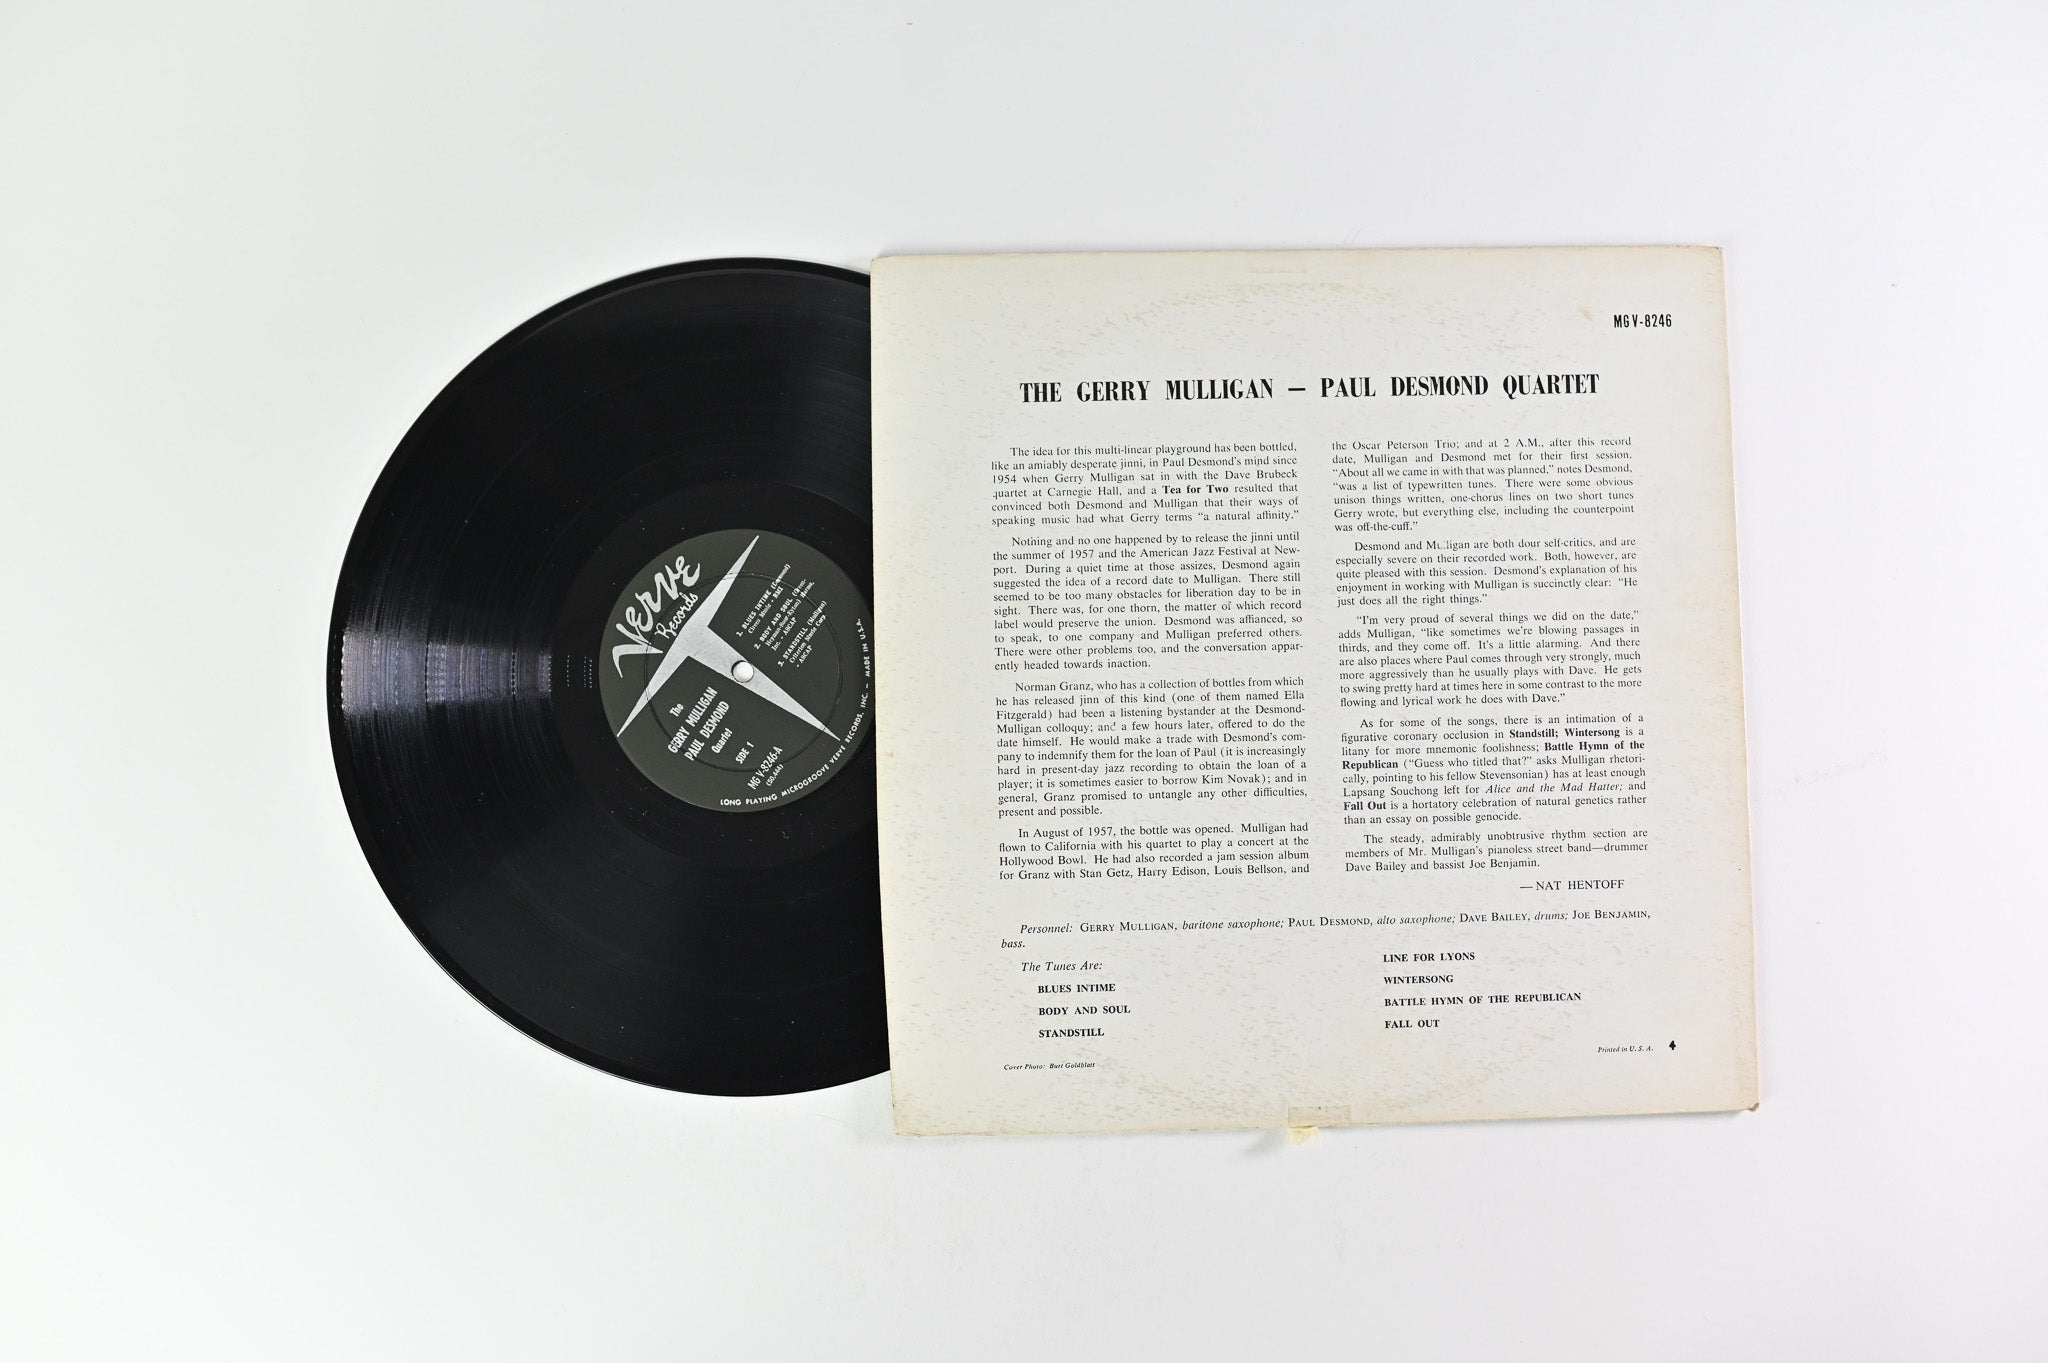 Verve
Records
1. BLUES INTIME (Desmond)
2. BODY AND SOUL (Green-
Heyman-Sour-Eyton) Harms,
Inc. - ASCAP
3. STANDSTILL (Mulligan)
Criterion Music Corp.
- ASCAP
The
GERRY MULLIGAN
PAUL DESMOND
Quartet
SIDE 1
MG V-8246-A
(50,644)
LONG PLAYING MICROGROOVE VERVE RECORDS, INC. — MADE IN U.S.A.
MG V-8246
THE GERRY MULLIGAN — PAUL DESMOND QUARTET
The idea for this multi-linear playground has been bottled,
like an amiably desperate jinni, in Paul Desmond's mind since
1954 when Gerry Mulligan sat in with the Dave Brubeck
quartet at Carnegie Hall, and a Tea for Two resulted that
convinced both Desmond and Mulligan that their ways of
speaking music had what Gerry terms “a natural affinity.”
Nothing and no one happened by to release the jinni until
the summer of 1957 and the American Jazz Festival at New-
port. During a quiet time at those assizes, Desmond again
suggested the idea of a record date to Mulligan. There still
seemed to be too many obstacles for liberation day to be in
sight. There was, for one thorn, the matter of which record
label would preserve the union. Desmond was affianced, so
to speak, to one company and Mulligan preferred others.
There were other problems too, and the conversation appar-
ently headed towards inaction.
Norman Granz, who has a collection of bottles from which
he has released jinn of this kind (one of them named Ella
Fitzgerald) had been a listening bystander at the Desmond-
Mulligan colloquy; and a few hours later, offered to do the
date himself. He would make a trade with Desmond's com-
pany to indemnify them for the loan of Paul (it is increasingly
hard in present-day jazz recording to obtain the loan of a
player; it is sometimes easier to borrow Kim Novak); and in
general, Granz promised to untangle any other difficulties,
present and possible.
In August of 1957, the bottle was opened. Mulligan had
flown to California with his quartet to play a concert at the
Hollywood Bowl. He had also recorded a jam session album
for Granz with Stan Getz, Harry Edison, Louis Bellson, and
the Oscar Peterson Trio; and at 2 A.M., after this record
date, Mulligan and Desmond met for their first session.
“About all we came in with that was planned,” notes Desmond,
“was a list of typewritten tunes. There were some obvious
unison things written, one-chorus lines on two short tunes
Gerry wrote, but everything else, including the counterpoint
was off-the-cuff.”
Desmond and Mulligan are both dour self-critics, and are
especially severe on their recorded work. Both, however, are
quite pleased with this session. Desmond's explanation of his
enjoyment in working with Mulligan is succinctly clear: “He
just does all the right things.”
“I'm very proud of several things we did on the date,”
adds Mulligan, “like sometimes we're blowing passages in
thirds, and they come off. It's a little alarming. And there
are also places where Paul comes through very strongly, much
more aggressively than he usually plays with Dave. He gets
to swing pretty hard at times here in some contrast to the more
flowing and lyrical work he does with Dave.”
As for some of the songs, there is an intimation of a
figurative coronary occlusion in Standstill; Wintersong is a
litany for more mnemonic foolishness; Battle Hymn of the
Republican (“Guess who titled that?” asks Mulligan rhetori-
cally, pointing to his fellow Stevensonian) has at least enough
Lapsang Souchong left for Alice and the Mad Hatter; and
Fall Out is a hortatory celebration of natural genetics rather
than an essay on possible genocide.
The steady, admirably unobtrusive rhythm section are
members of Mr. Mulligan's pianoless street band—drummer
Dave Bailey and bassist Joe Benjamin.
—NAT HENTOFF
Personnel: GERRY MULLIGAN, baritone saxophone; PAUL DESMOND, alto saxophone; DAVE BAILEY, drums; JOE BENJAMIN,
bass.
The Tunes Are:
BLUES INTIME
BODY AND SOUL
STANDSTILL
LINE FOR LYONS
WINTERSONG
BATTLE HYMN OF THE REPUBLICAN
FALL OUT
Cover Photo: Burt Goldblatt
Printed in U. S. A. 4